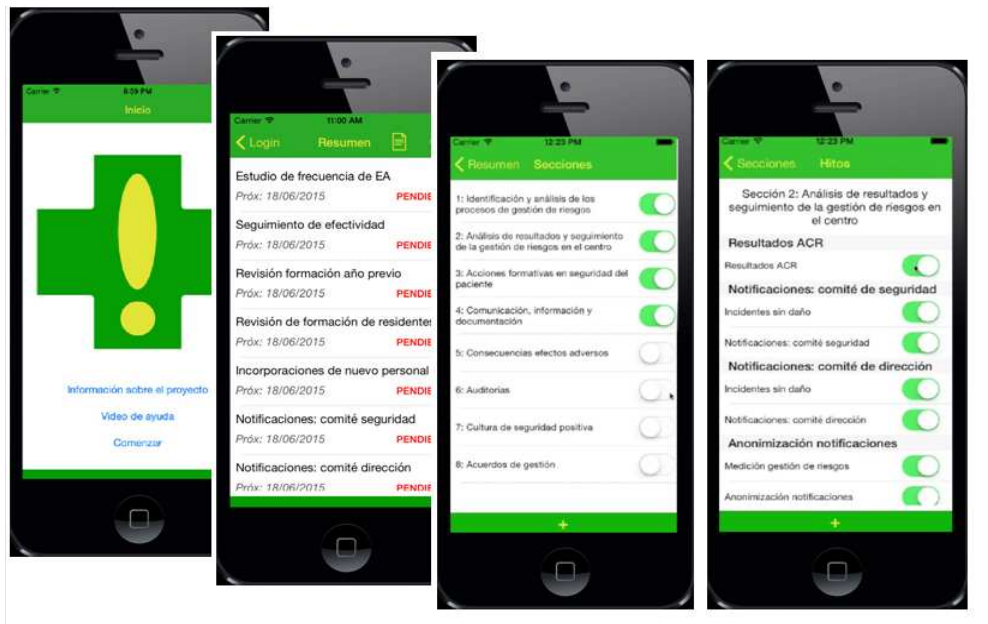 Carrier 6:59 PM
Inicio
Información sobre el proyecto
Video de ayuda
Comenzar
Carrier 11:00 AM
Login Resumen
Estudio de frecuencia de EA
Próx: 18/06/2015 PENDIE
Seguimiento de efectividad
Próx: 18/06/2015 PENDIE
Revisión formación año previo
Próx: 18/06/2015 PENDIE
Revisión de formación de residentes
Próx: 18/06/2015 PENDIE
Incorporaciones de nuevo personal
Próx: 18/06/2015 PENDIE
Notificaciones: comité seguridad
Próx: 18/06/2015 PENDIE
Notificaciones: comité dirección
Próx: 18/06/2015 PENDIE
Carrier 12:23 PM
Resumen Secciones
1: Identificación y análisis de los
procesos de gestión de riesgos
2: Análisis de resultados y seguimiento
de la gestión de riesgos en el centro
3: Acciones formativas en seguridad del
paciente
4: Comunicación, información y
documentación
5: Consecuencias efectos adversos
6: Auditorias
7: Cultura de seguridad positiva
8: Acuerdos de gestión
+
Carrier 12:23 PM
Secciones Hitos
Sección 2: Análisis de resultados y
seguimiento de la gestión de riesgos en
el centro
Resultados ACR
Resultados ACR
Notificaciones: comité de seguridad
Incidentes sin daño
Notificaciones: comité seguridad
Notificaciones: comité de dirección
Incidentes sin daño
Notificaciones: comité dirección
Anonimización notificaciones
Medición gestión de riesgos
Anonimización notificaciones
+